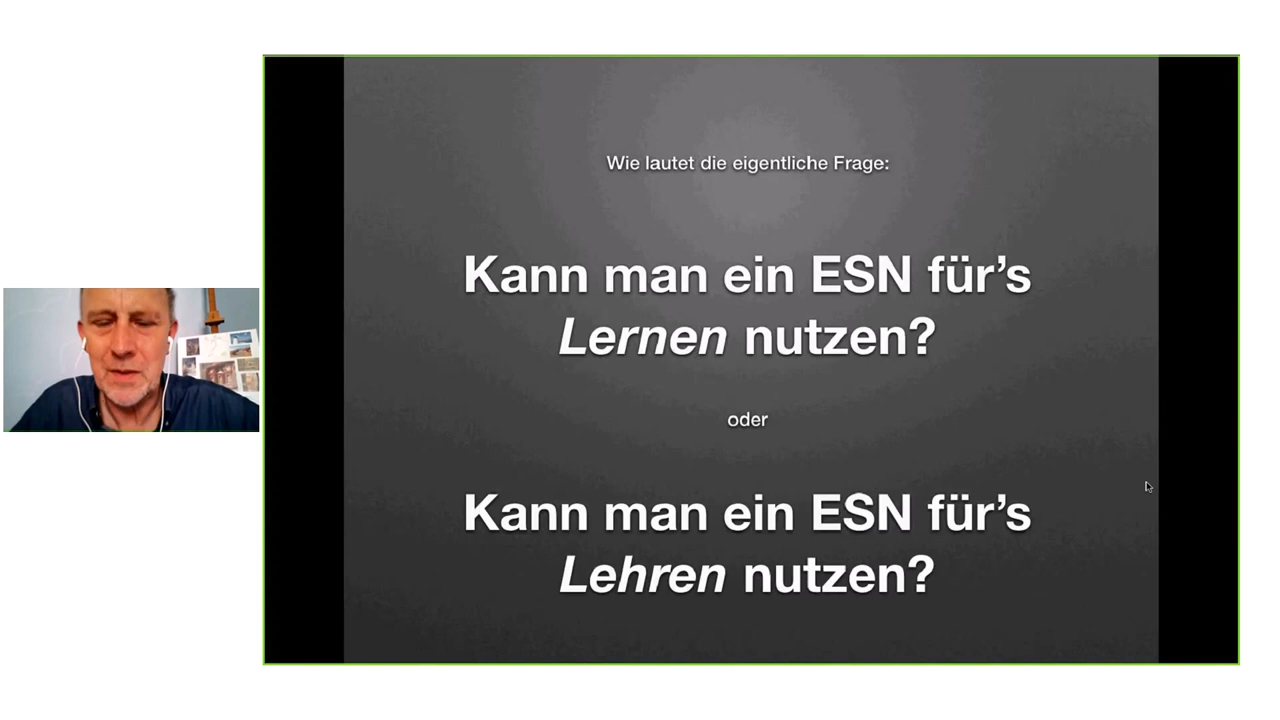 Wie lautet die eigentliche Frage:
Kann man ein ESN für’s
Lernen nutzen?
oder
Kann man ein ESN für’s
Lehren nutzen?